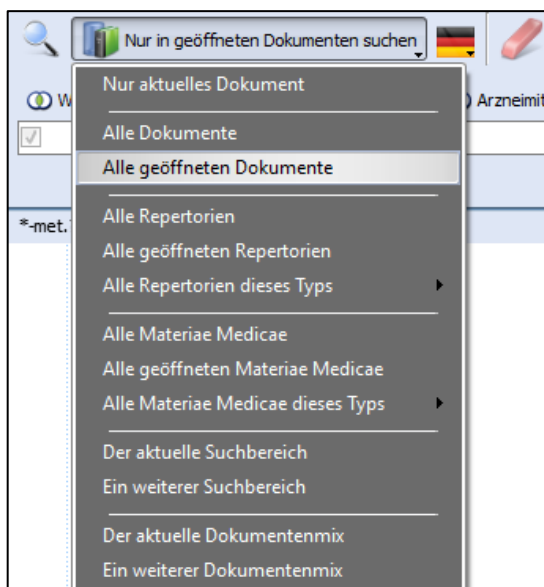 Nur in geöffneten Dokumenten suchen
Nur aktuelles Dokument
W
Arzneimit
Alle Dokumente
Alle geöffneten Dokumente
Alle Repertorien
*-met.
Alle geöffneten Repertorien
Alle Repertorien dieses Typs
Alle Materiae Medicae
Alle geöffneten Materiae Medicae
Alle Materiae Medicae dieses Typs
Der aktuelle Suchbereich
Ein weiterer Suchbereich
Der aktuelle Dokumentenmix
Ein weiterer Dokumentenmix